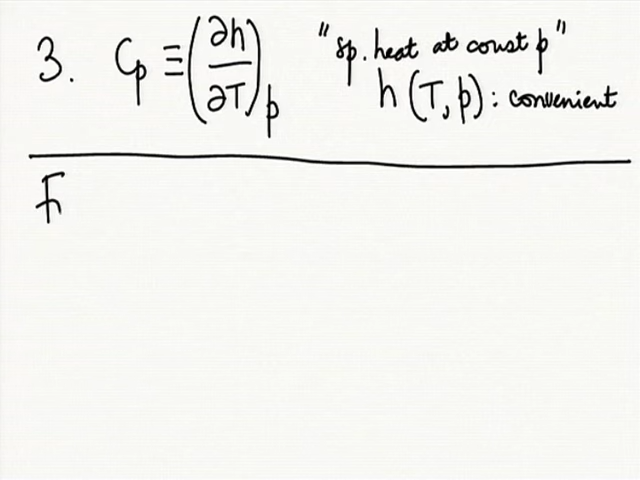 3. Cp ≡ (∂h/∂T)p "sp. heat at const p"
h (T, p) : convenient
F